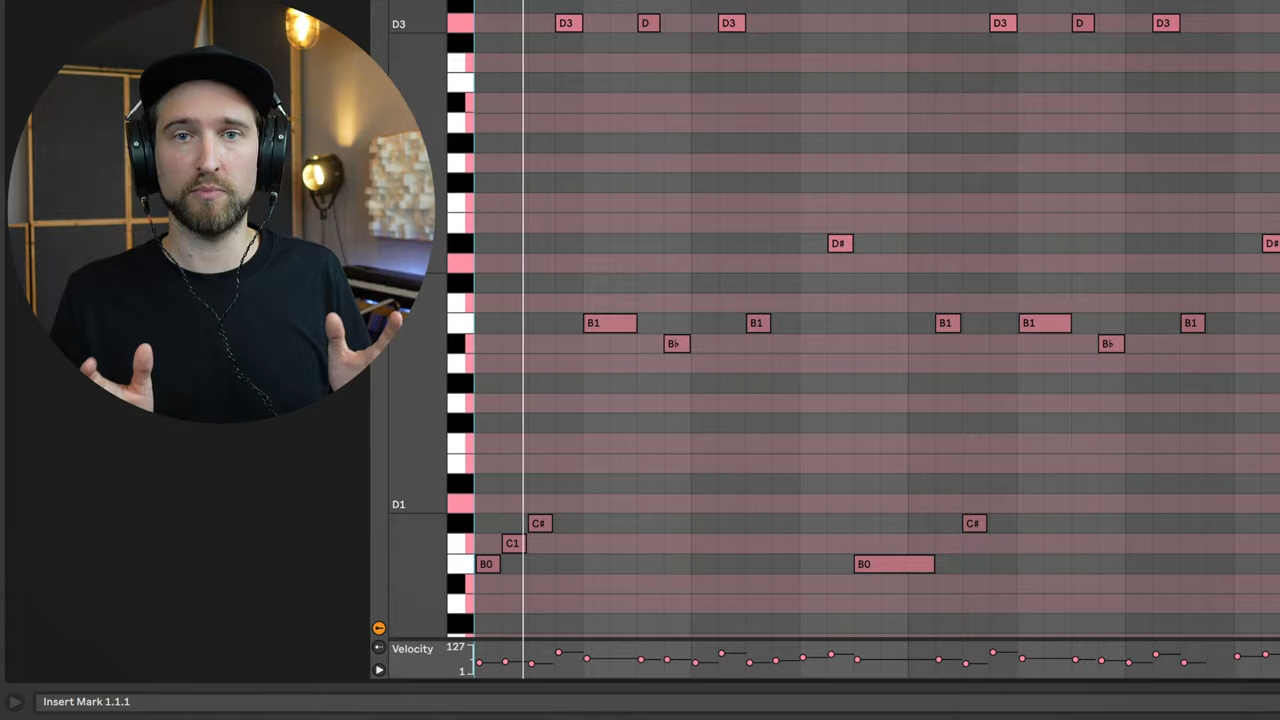 D3 D3 D D3 D3 D D3
D# D#
B1 B1 B1 B1 B1
B♭ B♭
D1
C# C#
C1
B0 B0
127
Velocity
1
Insert Mark 1.1.1